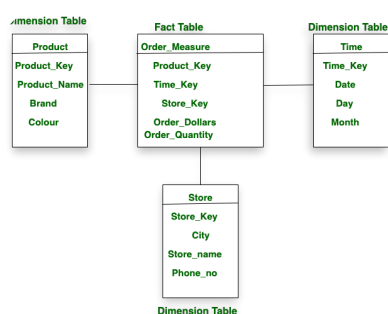 Dimension Table
Fact Table
Dimension Table
Product
Product_Key
Product_Name
Brand
Colour
Order_Measure
Product_Key
Time_Key
Store_Key
Order_Dollars
Order_Quantity
Time
Time_Key
Date
Day
Month
Store
Store_Key
City
Store_name
Phone_no
Dimension Table